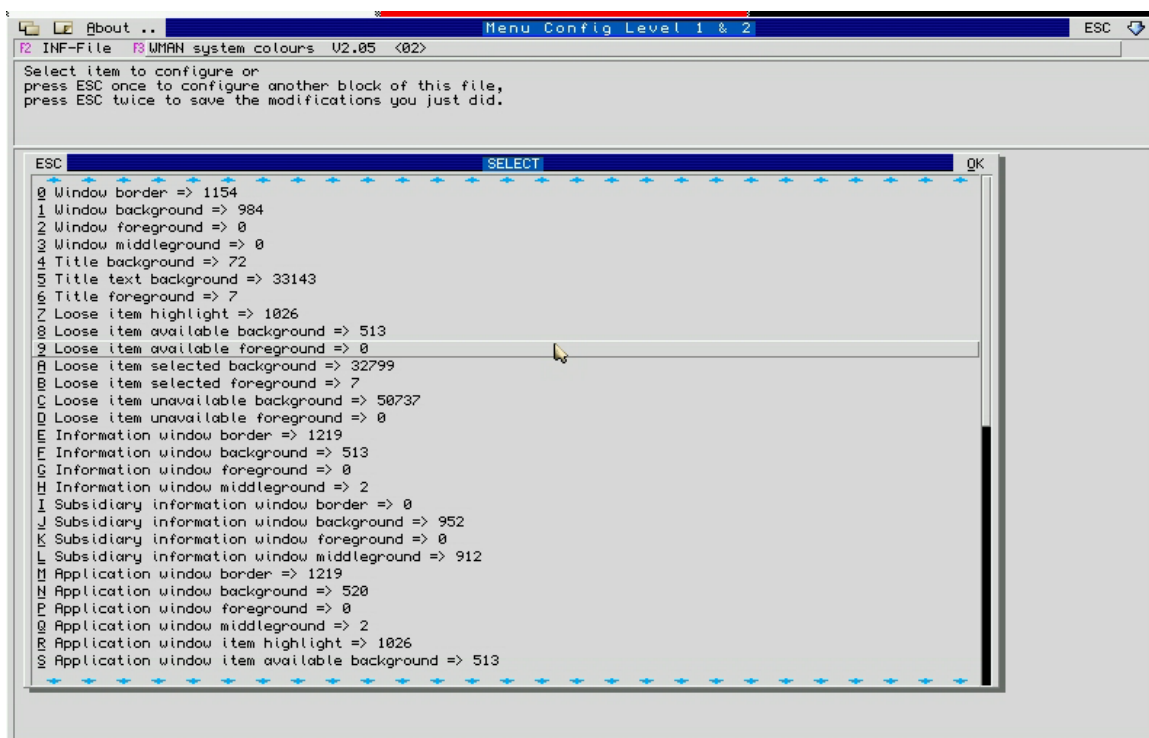 About .. Menu Config Level 1 & 2 ESC
F2 INF-File F3 WMAN system colours V2.05 <02>
Select item to configure or
press ESC once to configure another block of this file,
press ESC twice to save the modifications you just did.
ESC SELECT OK
0 Window border => 1154
1 Window background => 984
2 Window foreground => 0
3 Window middleground => 0
4 Title background => 72
5 Title text background => 33143
6 Title foreground => 7
7 Loose item highlight => 1026
8 Loose item available background => 513
9 Loose item available foreground => 0
A Loose item selected background => 32799
B Loose item selected foreground => 7
C Loose item unavailable background => 50737
D Loose item unavailable foreground => 0
E Information window border => 1219
F Information window background => 513
G Information window foreground => 0
H Information window middleground => 2
I Subsidiary information window border => 0
J Subsidiary information window background => 952
K Subsidiary information window foreground => 0
L Subsidiary information window middleground => 912
M Application window border => 1219
N Application window background => 520
P Application window foreground => 0
Q Application window middleground => 2
R Application window item highlight => 1026
S Application window item available background => 513